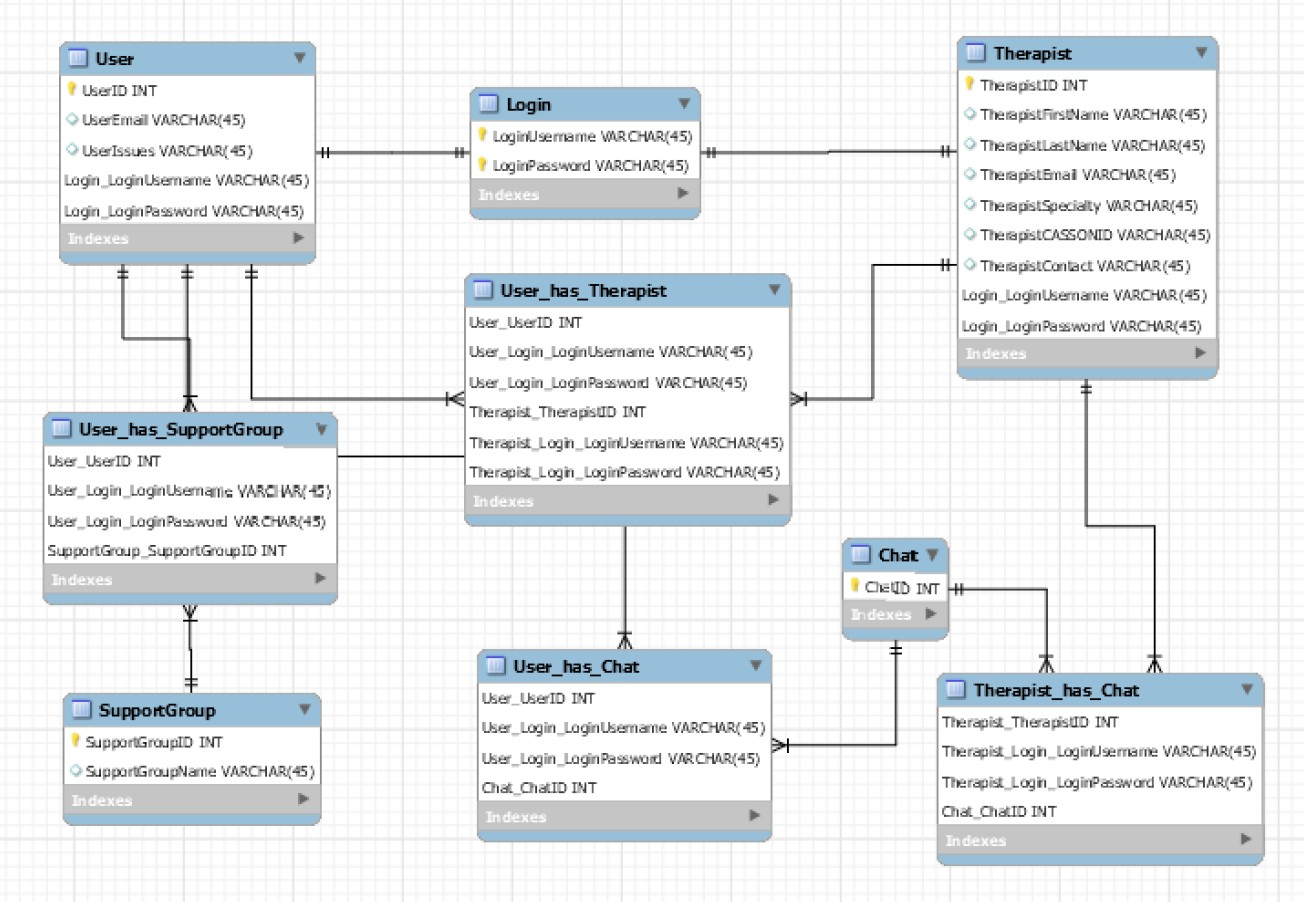 User
UserID INT
UserEmail VARCHAR(45)
UserIssues VARCHAR(45)
Login_LoginUsername VARCHAR(45)
Login_LoginPassword VARCHAR(45)
Indexes
Login
LoginUsername VARCHAR(45)
LoginPassword VARCHAR(45)
Indexes
Therapist
TherapistID INT
TherapistFirstName VARCHAR(45)
TherapistLastName VARCHAR(45)
TherapistEmail VARCHAR(45)
TherapistSpecialty VARCHAR(45)
TherapistCASSONID VARCHAR(45)
TherapistContact VARCHAR(45)
Login_LoginUsername VARCHAR(45)
Login_LoginPassword VARCHAR(45)
Indexes
User_has_Therapist
User_UserID INT
User_Login_LoginUsername VARCHAR(45)
User_Login_LoginPassword VARCHAR(45)
Therapist_TherapistID INT
Therapist_Login_LoginUsername VARCHAR(45)
Therapist_Login_LoginPassword VARCHAR(45)
Indexes
User_has_SupportGroup
User_UserID INT
User_Login_LoginUsername VARCHAR(45)
User_Login_LoginPassword VARCHAR(45)
SupportGroup_SupportGroupID INT
Indexes
Chat
ChatID INT
Indexes
User_has_Chat
User_UserID INT
User_Login_LoginUsername VARCHAR(45)
User_Login_LoginPassword VARCHAR(45)
Chat_ChatID INT
Indexes
Therapist_has_Chat
Therapist_TherapistID INT
Therapist_Login_LoginUsername VARCHAR(45)
Therapist_Login_LoginPassword VARCHAR(45)
Chat_ChatID INT
Indexes
SupportGroup
SupportGroupID INT
SupportGroupName VARCHAR(45)
Indexes